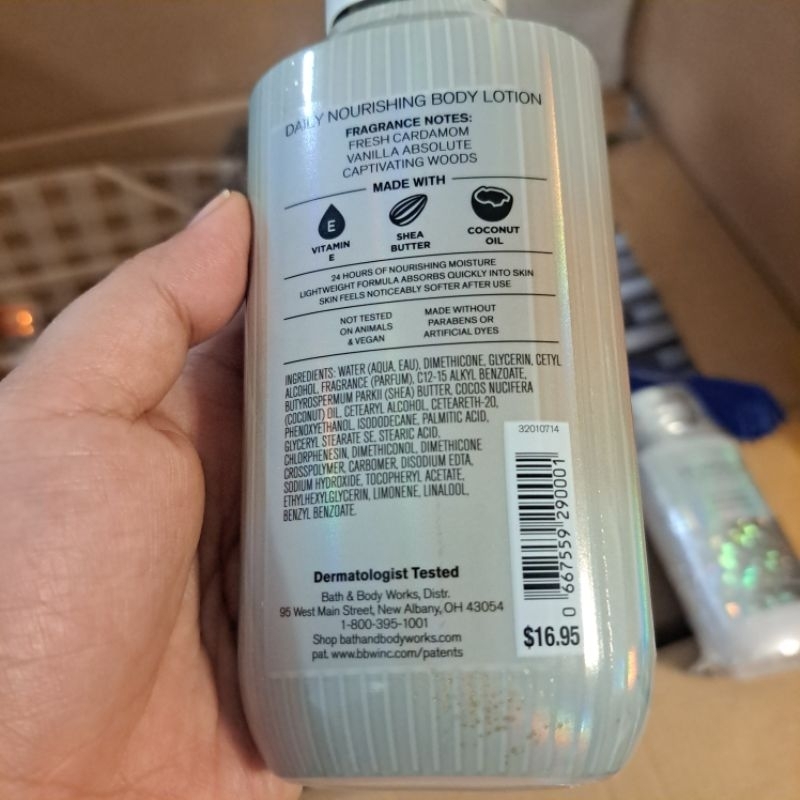 DAILY NOURISHING BODY LOTION
FRAGRANCE NOTES:
FRESH CARDAMOM
VANILLA ABSOLUTE
CAPTIVATING WOODS
MADE WITH
E
VITAMIN
E
SHEA
BUTTER
COCONUT
OIL
24 HOURS OF NOURISHING MOISTURE
LIGHTWEIGHT FORMULA ABSORBS QUICKLY INTO SKIN
SKIN FEELS NOTICEABLY SOFTER AFTER USE
NOT TESTED
ON ANIMALS
& VEGAN
MADE WITHOUT
PARABENS OR
ARTIFICIAL DYES
INGREDIENTS: WATER (AQUA, EAU), DIMETHICONE, GLYCERIN, CETYL
ALCOHOL, FRAGRANCE (PARFUM), C12-15 ALKYL BENZOATE,
BUTYROSPERMUM PARKII (SHEA) BUTTER, COCOS NUCIFERA
(COCONUT) OIL, CETEARYL ALCOHOL, CETEARETH-20,
PHENOXYETHANOL, ISODODECANE, PALMITIC ACID,
GLYCERYL STEARATE SE, STEARIC ACID,
CHLORPHENESIN, DIMETHICONOL, DIMETHICONE
CROSSPOLYMER, CARBOMER, DISODIUM EDTA,
SODIUM HYDROXIDE, TOCOPHERYL ACETATE,
ETHYLHEXYLGLYCERIN, LIMONENE, LINALOOL,
BENZYL BENZOATE.
32010714
0 667559 290001
$16.95
Dermatologist Tested
Bath & Body Works, Distr.
95 West Main Street, New Albany, OH 43054
1-800-395-1001
Shop bathandbodyworks.com
pat. www.bbwinc.com/patents